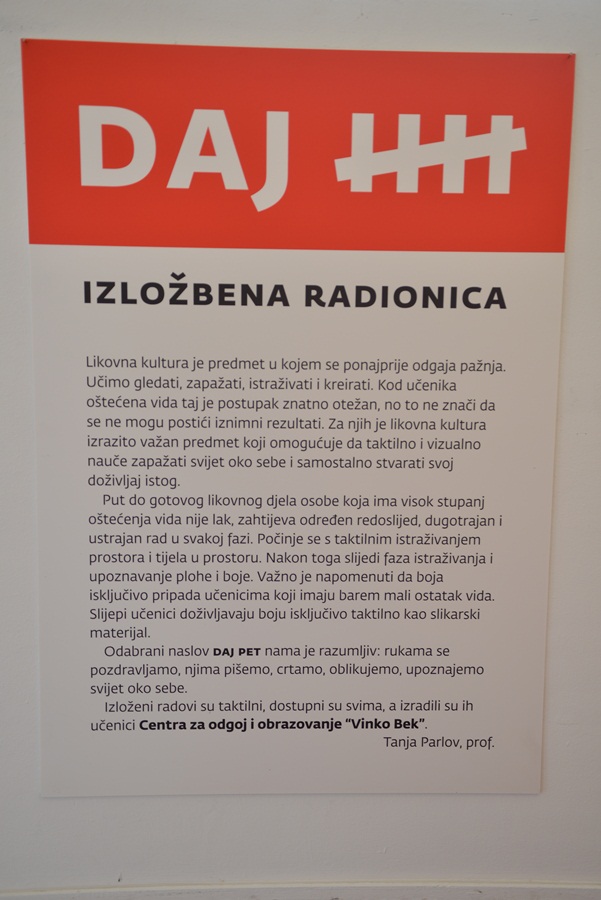 DAJ
IZLOŽBENA RADIONICA
Likovna kultura je predmet u kojem se ponajprije odgaja pažnja.
Učimo gledati, zapažati, istraživati i kreirati. Kod učenika
oštećena vida taj je postupak znatno otežan, no to ne znači da
se ne mogu postići iznimni rezultati. Za njih je likovna kultura
izrazito važan predmet koji omogućuje da taktilno i vizualno
nauče zapažati svijet oko sebe i samostalno stvarati svoj
doživljaj istog.
Put do gotovog likovnog djela osobe koja ima visok stupanj
oštećenja vida nije lak, zahtijeva određen redoslijed, dugotrajan i
ustrajan rad u svakoj fazi. Počinje se s taktilnim istraživanjem
prostora i tijela u prostoru. Nakon toga slijedi faza istraživanja i
upoznavanje plohe i boje. Važno je napomenuti da boja
isključivo pripada učenicima koji imaju barem mali ostatak vida.
Slijepi učenici doživljavaju boju isključivo taktilno kao slikarski
materijal.
Odabrani naslov DAJ PET nama je razumljiv: rukama se
pozdravljamo, njima pišemo, crtamo, oblikujemo, upoznajemo
svijet oko sebe.
Izloženi radovi su taktilni, dostupni su svima, a izradili su ih
učenici Centra za odgoj i obrazovanje "Vinko Bek".
Tanja Parlov, prof.